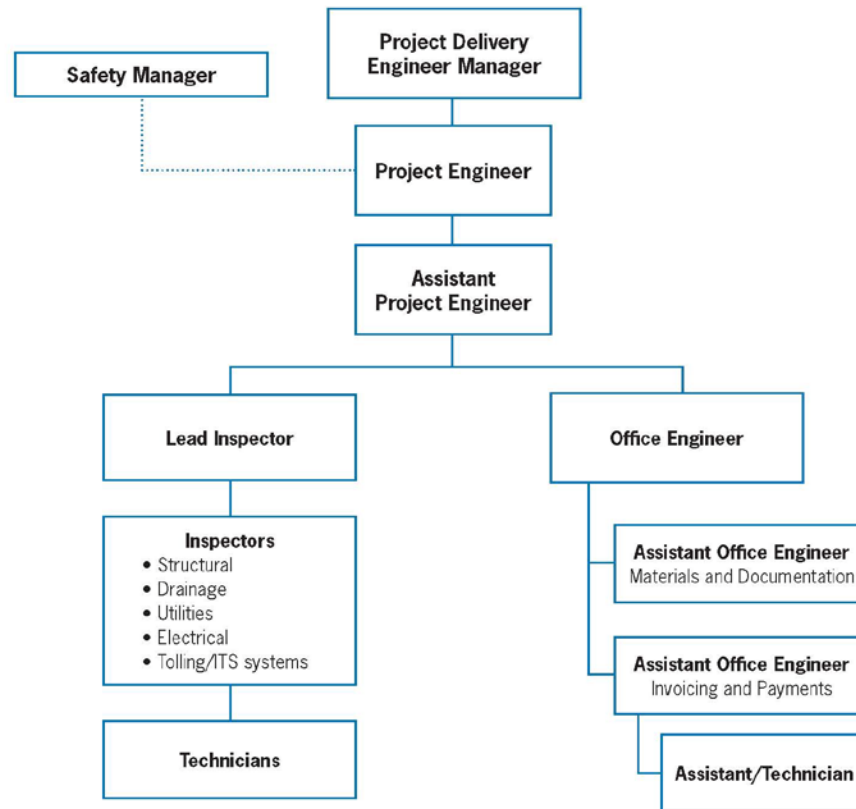 Project Delivery
Engineer Manager
Safety Manager
Project Engineer
Assistant
Project Engineer
Lead Inspector
Office Engineer
Inspectors
• Structural
• Drainage
• Utilities
• Electrical
• Tolling/ITS systems
Technicians
Assistant Office Engineer
Materials and Documentation
Assistant Office Engineer
Invoicing and Payments
Assistant/Technician